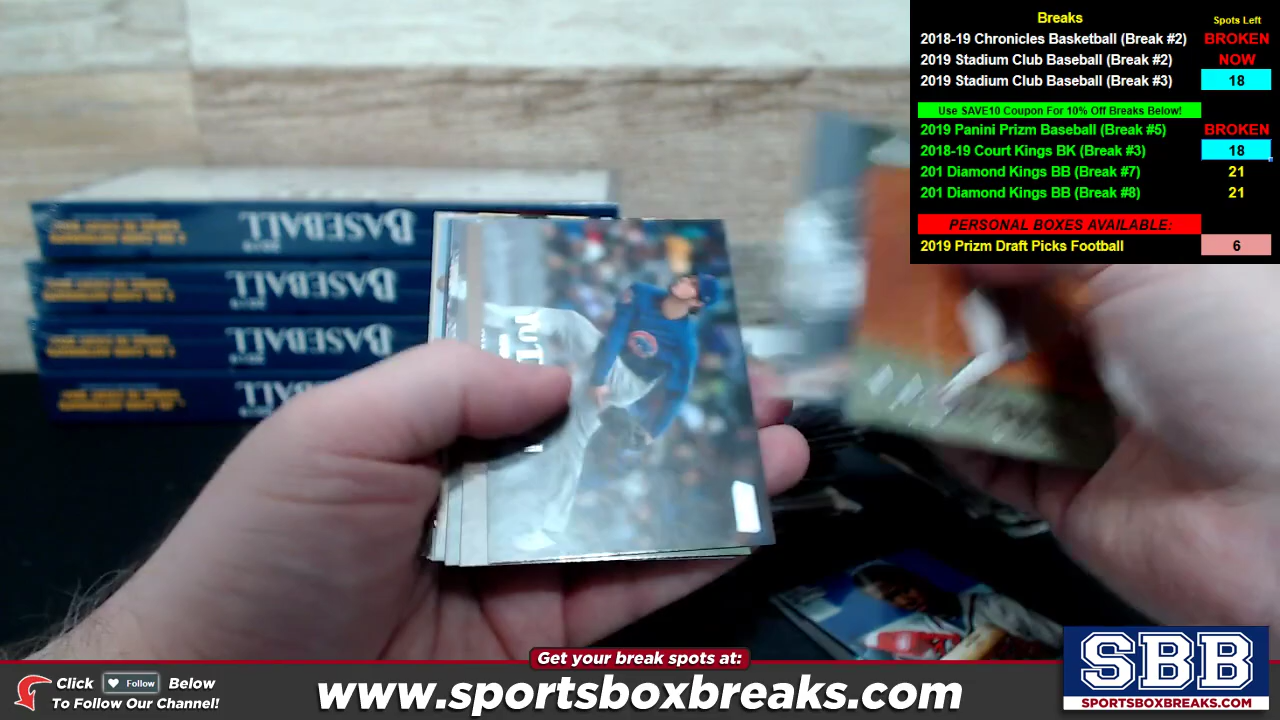 Breaks Spots Left
2018-19 Chronicles Basketball (Break #2) BROKEN
2019 Stadium Club Baseball (Break #2) NOW
2019 Stadium Club Baseball (Break #3) 18
Use SAVE10 Coupon For 10% Off Breaks Below!
2019 Panini Prizm Baseball (Break #5) BROKEN
2018-19 Court Kings BK (Break #3) 18
201 Diamond Kings BB (Break #7) 21
201 Diamond Kings BB (Break #8) 21
PERSONAL BOXES AVAILABLE:
2019 Prizm Draft Picks Football 6
BASEBALL
BASEBALL
BASEBALL
BASEBALL
Get your break spots at:
Click Follow Below
To Follow Our Channel!
www.sportsboxbreaks.com
SBB
SPORTSBOXBREAKS.COM